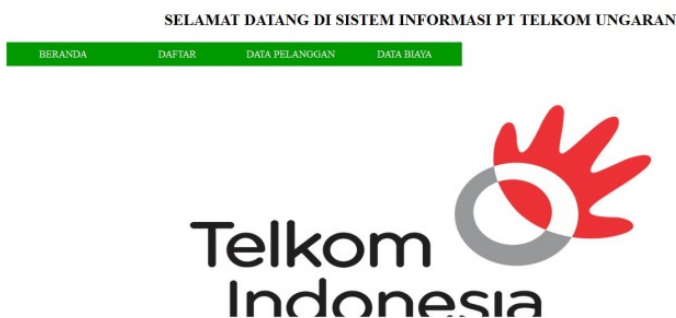 SELAMAT DATANG DI SISTEM INFORMASI PT TELKOM UNGARAN
BERANDA DAFTAR DATA PELANGGAN DATA BIAYA
Telkom
Indonesia